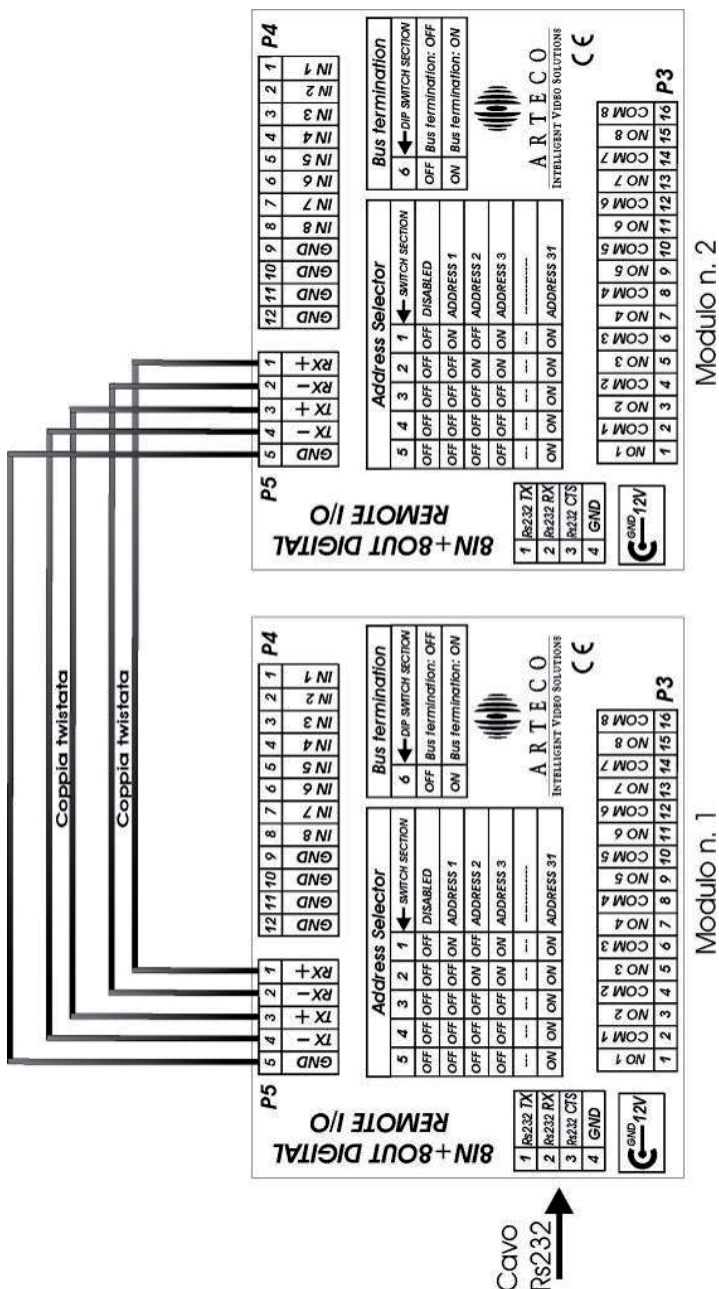 Coppia twistata
Coppia twistata
P5
5 4 3 2 1
GND TX - TX + RX- RX+
12 11 10 9 8 7 6 5 4 3 2 1
GND GND GND GND IN 8 IN 7 IN 6 IN 5 IN 4 IN 3 IN 2 IN 1
P4
8IN+8OUT DIGITAL
REMOTE I/O
Address Selector
5 4 3 2 1 SWITCH SECTION
OFF OFF OFF OFF OFF DISABLED
OFF OFF OFF OFF ON ADDRESS 1
OFF OFF OFF ON OFF ADDRESS 2
OFF OFF OFF ON ON ADDRESS 3
--- --- --- --- --- ------------
ON ON ON ON ON ADDRESS 31
Bus termination
6 DIP SWITCH SECTION
OFF Bus termination: OFF
ON Bus termination: ON
1 Rs232 TX
2 Rs232 RX
3 Rs232 CTS
4 GND
GND 12V
ARTECO
INTELLIGENT VIDEO SOLUTIONS
CE
NO 1 COM 1 NO 2 COM 2 NO 3 COM 3 NO 4 COM 4 NO 5 COM 5 NO 6 COM 6 NO 7 COM 7 NO 8 COM 8
1 2 3 4 5 6 7 8 9 10 11 12 13 14 15 16
P3
Cavo
Rs232
Modulo n. 1
P5
5 4 3 2 1
GND TX - TX + RX- RX+
12 11 10 9 8 7 6 5 4 3 2 1
GND GND GND GND IN 8 IN 7 IN 6 IN 5 IN 4 IN 3 IN 2 IN 1
P4
8IN+8OUT DIGITAL
REMOTE I/O
Address Selector
5 4 3 2 1 SWITCH SECTION
OFF OFF OFF OFF OFF DISABLED
OFF OFF OFF OFF ON ADDRESS 1
OFF OFF OFF ON OFF ADDRESS 2
OFF OFF OFF ON ON ADDRESS 3
--- --- --- --- --- ------------
ON ON ON ON ON ADDRESS 31
Bus termination
6 DIP SWITCH SECTION
OFF Bus termination: OFF
ON Bus termination: ON
1 Rs232 TX
2 Rs232 RX
3 Rs232 CTS
4 GND
GND 12V
ARTECO
INTELLIGENT VIDEO SOLUTIONS
CE
NO 1 COM 1 NO 2 COM 2 NO 3 COM 3 NO 4 COM 4 NO 5 COM 5 NO 6 COM 6 NO 7 COM 7 NO 8 COM 8
1 2 3 4 5 6 7 8 9 10 11 12 13 14 15 16
P3
Modulo n. 2